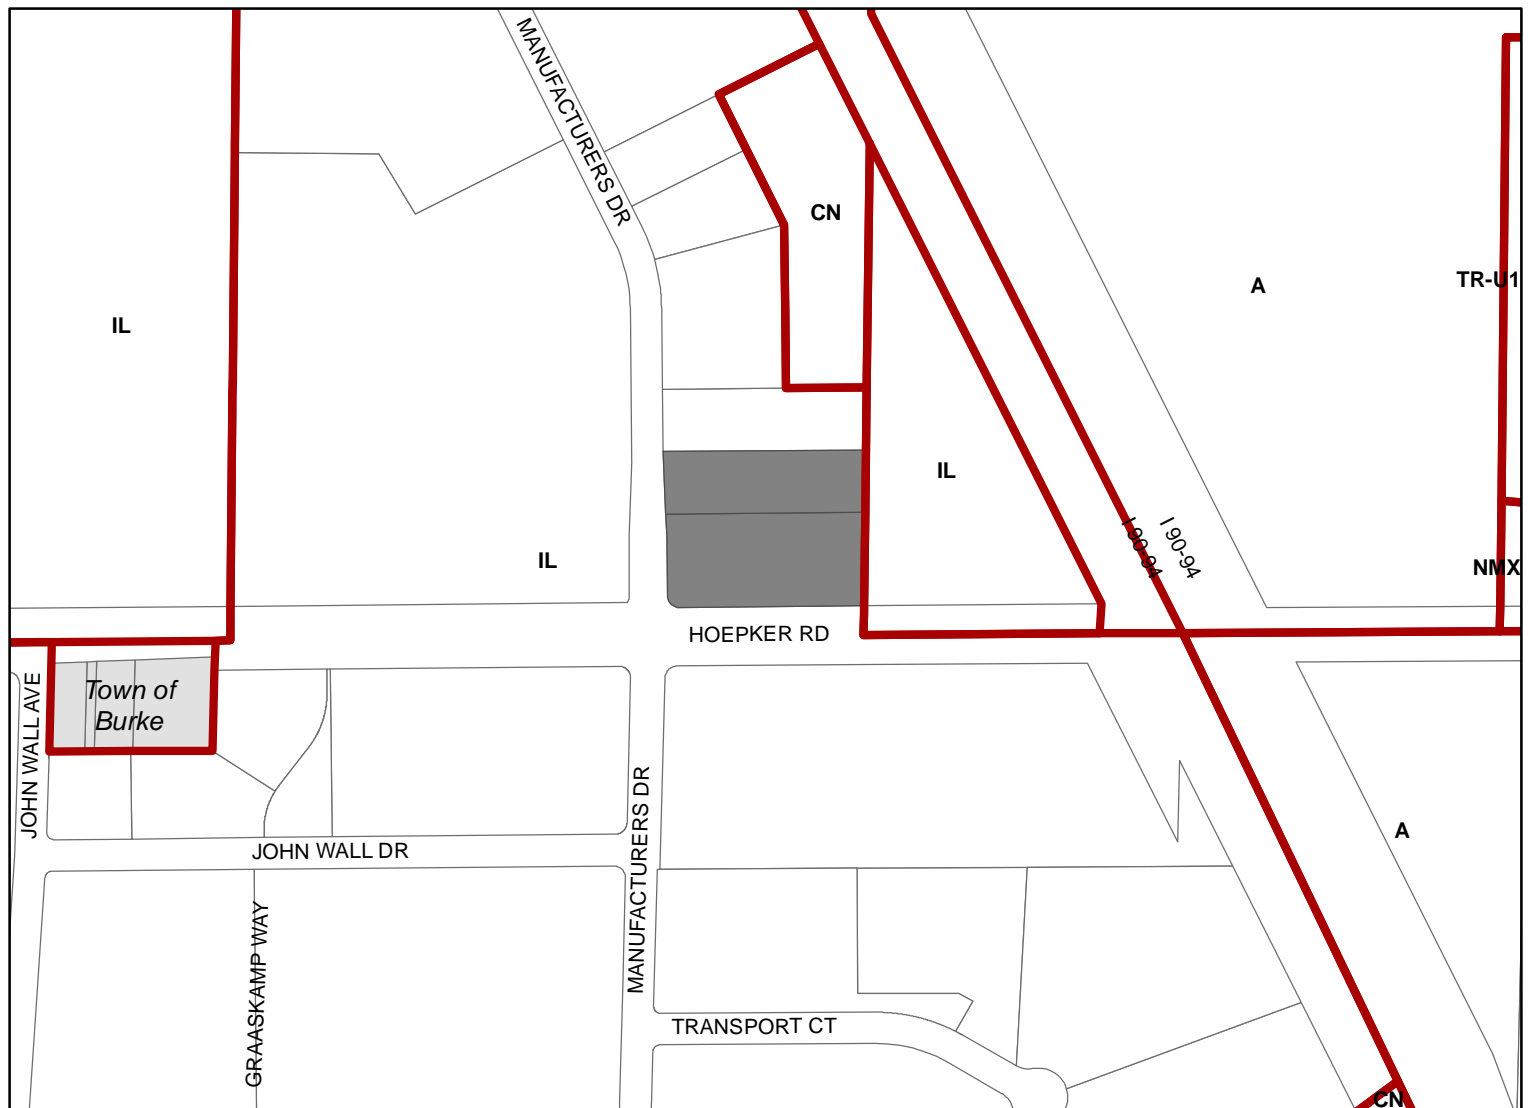 MANUFACTURERS DR
CN
A
TR-U1
IL
IL
IL
I 90-94
I 90-94
NMX
HOEPKER RD
Town of
Burke
JOHN WALL AVE
MANUFACTURERS DR
JOHN WALL DR
A
GRAASKAMP WAY
TRANSPORT CT
CN